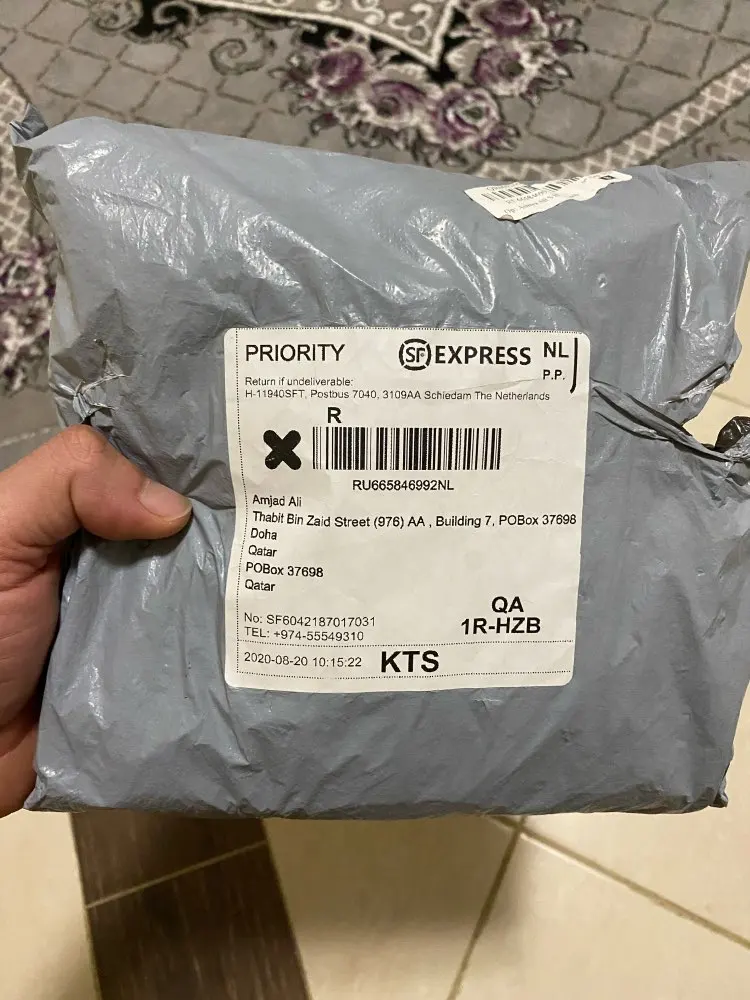 PRIORITY SF EXPRESS NL
P.P.
Return if undeliverable:
H-11940SFT, Postbus 7040, 3109AA Schiedam The Netherlands
R
RU665846992NL
Amjad Ali
Thabit Bin Zaid Street (976) AA , Building 7, POBox 37698
Doha
Qatar
POBox 37698
Qatar
QA
1R-HZB
No: SF6042187017031
TEL: +974-55549310
2020-08-20 10:15:22 KTS